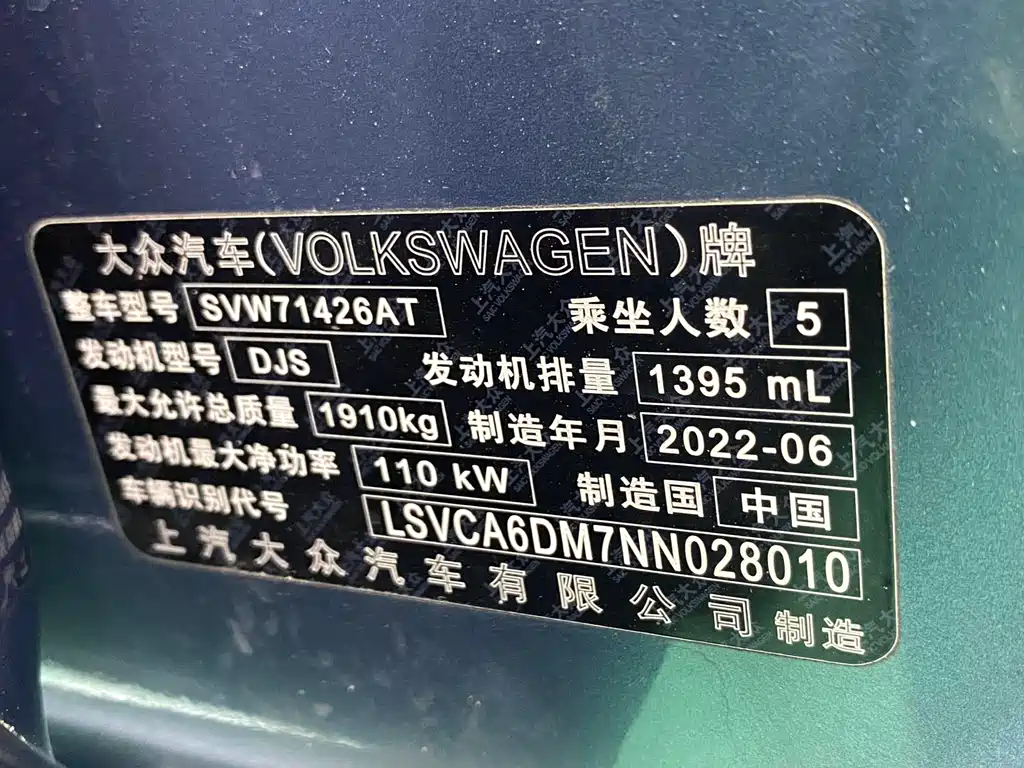 大众汽车(VOLKSWAGEN)牌
整车型号 SVW71426AT 乘坐人数 5
发动机型号 DJS 发动机排量 1395 mL
最大允许总质量 1910kg 制造年月 2022-06
发动机最大净功率 110 kW 制造国 中国
车辆识别代号 LSVCA6DM7NN028010
上汽大众汽车有限公司制造